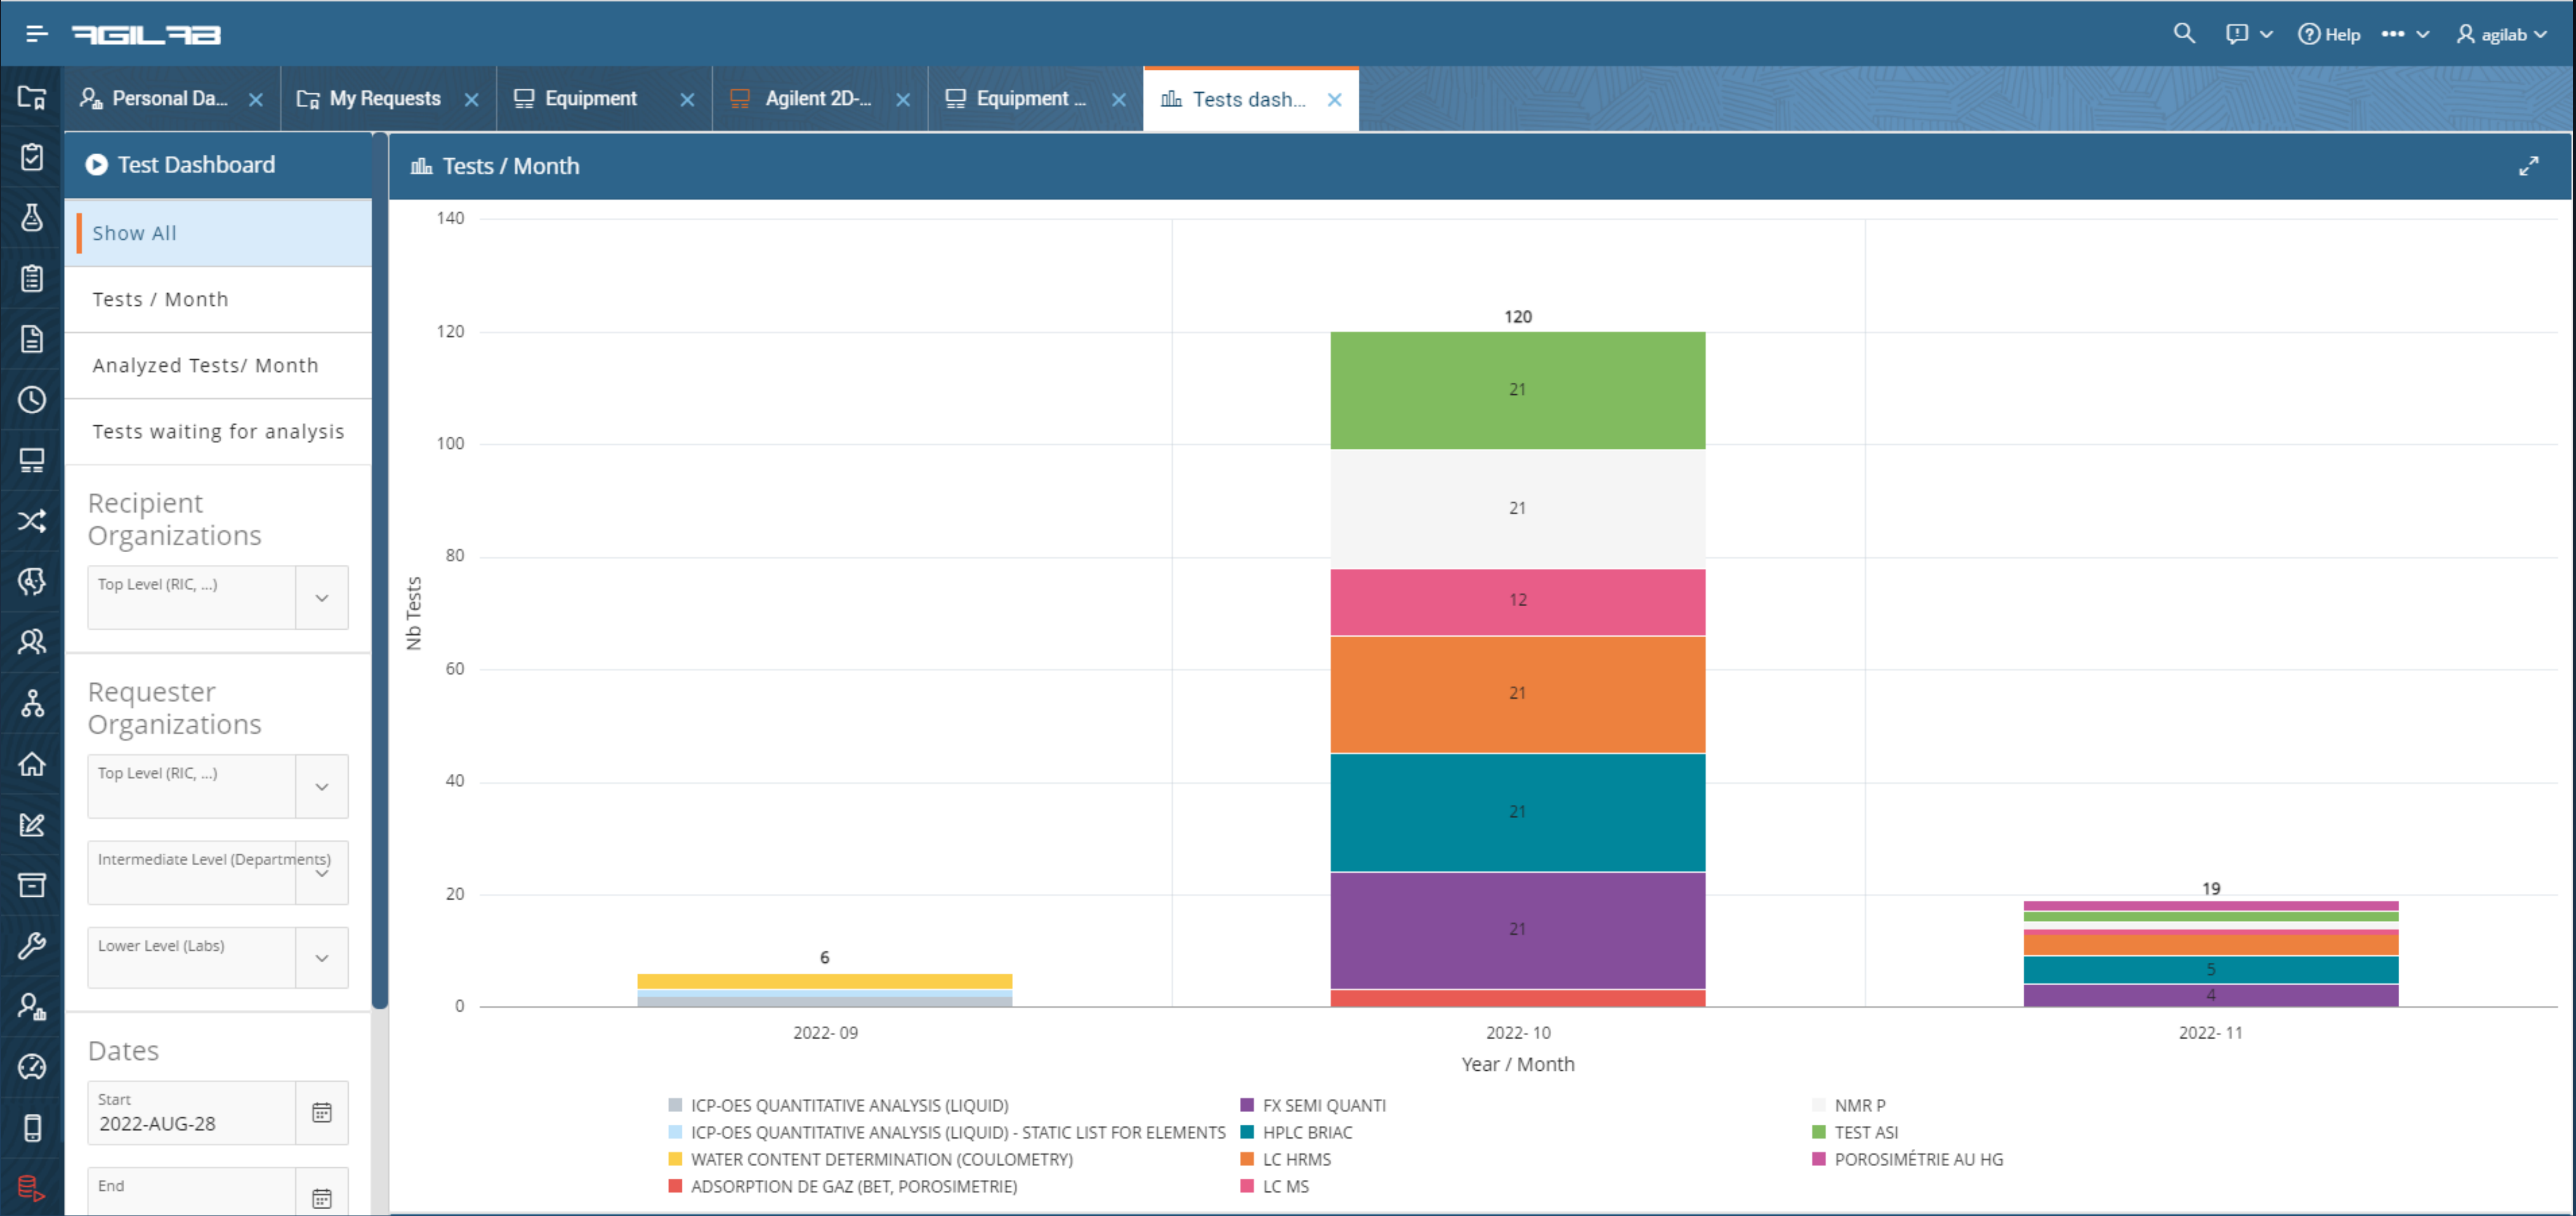 AGILAB
Help
agilab
Personal Da...
My Requests
Equipment
Agilent 2D-...
Equipment ...
Tests dash...
Test Dashboard
Show All
Tests / Month
Analyzed Tests/ Month
Tests waiting for analysis
Recipient
Organizations
Top Level (RIC, ...)
Requester
Organizations
Top Level (RIC, ...)
Intermediate Level (Departments)
Lower Level (Labs)
Dates
Start
2022-AUG-28
End
Tests / Month
140
120
100
80
60
40
20
0
Nb Tests
6
120
21
21
12
21
21
21
19
5
4
2022- 09
2022- 10
2022- 11
Year / Month
ICP-OES QUANTITATIVE ANALYSIS (LIQUID)
ICP-OES QUANTITATIVE ANALYSIS (LIQUID) - STATIC LIST FOR ELEMENTS
WATER CONTENT DETERMINATION (COULOMETRY)
ADSORPTION DE GAZ (BET, POROSIMETRIE)
FX SEMI QUANTI
HPLC BRIAC
LC HRMS
LC MS
NMR P
TEST ASI
POROSIMÉTRIE AU HG